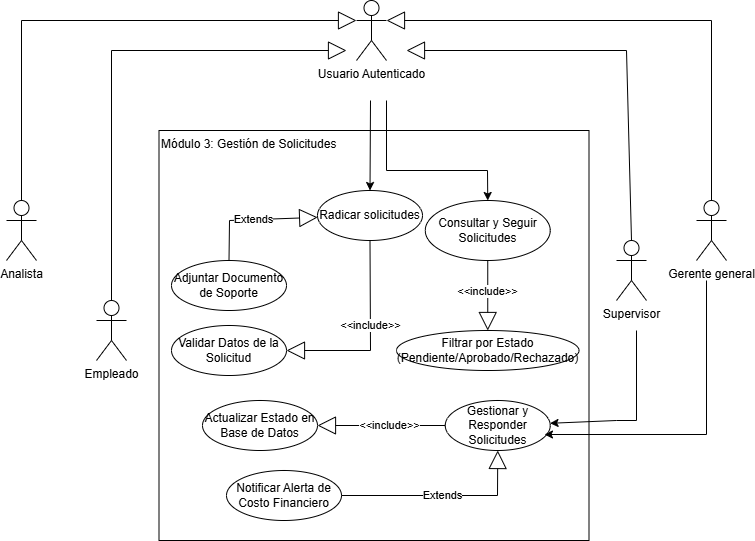 Usuario Autenticado
Módulo 3: Gestión de Solicitudes
Radicar solicitudes
Extends
Consultar y Seguir
Solicitudes
Analista
Gerente general
Adjuntar Documento
de Soporte
<<include>>
Supervisor
<<include>>
Validar Datos de la
Solicitud
Filtrar por Estado
(Pendiente/Aprobado/Rechazado)
Empleado
Actualizar Estado en
Base de Datos
<<include>>
Gestionar y
Responder
Solicitudes
Notificar Alerta de
Costo Financiero
Extends